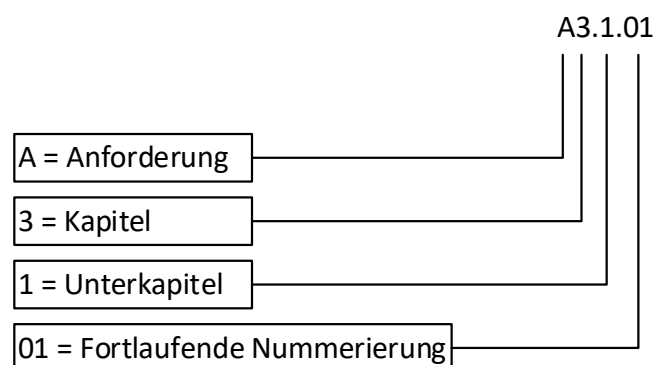 A3.1.01
A = Anforderung
3 = Kapitel
1 = Unterkapitel
01 = Fortlaufende Nummerierung